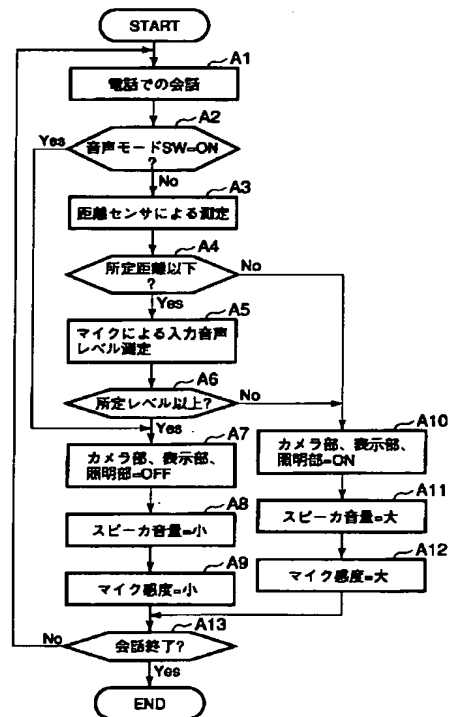 START
A1
電話での会話
A2
Yes
音声モードSW=ON
?
No
A3
距離センサによる測定
A4
所定距離以下
?
No
Yes
A5
マイクによる入力音声
レベル測定
A6
所定レベル以上?
No
Yes
A7
カメラ部、表示部、
照明部=OFF
A10
カメラ部、表示部、
照明部=ON
A8
スピーカ音量=小
A11
スピーカ音量=大
A9
マイク感度=小
A12
マイク感度=大
A13
No
会話終了?
Yes
END